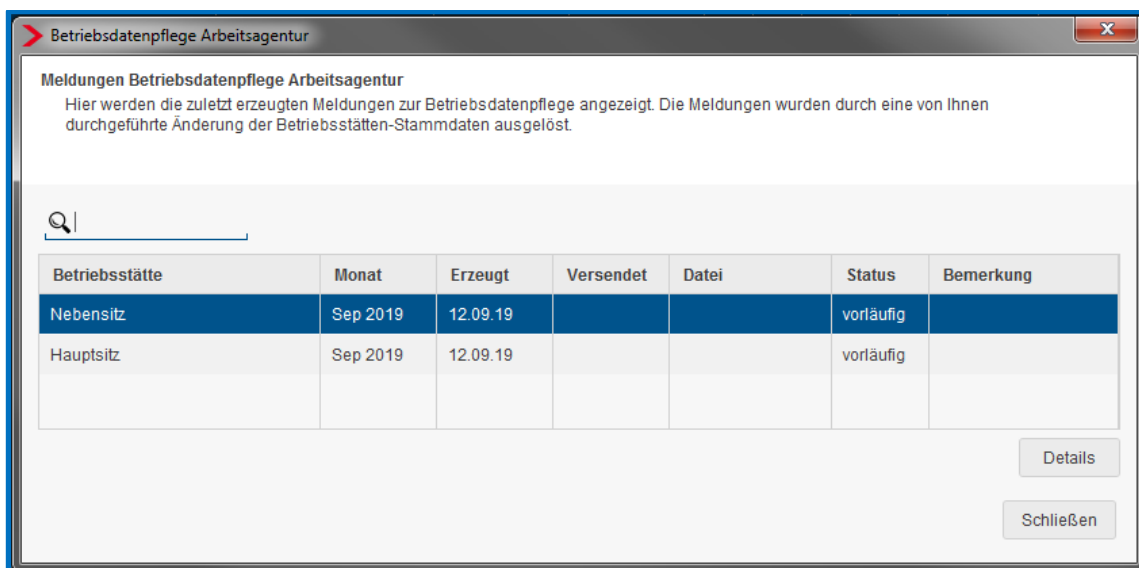 Betriebsdatenpflege Arbeitsagentur
Meldungen Betriebsdatenpflege Arbeitsagentur
Hier werden die zuletzt erzeugten Meldungen zur Betriebsdatenpflege angezeigt. Die Meldungen wurden durch eine von Ihnen
durchgeführte Änderung der Betriebsstätten-Stammdaten ausgelöst.
Betriebsstätte Monat Erzeugt Versendet Datei Status Bemerkung
Nebensitz Sep 2019 12.09.19 vorläufig
Hauptsitz Sep 2019 12.09.19 vorläufig
Details
Schließen